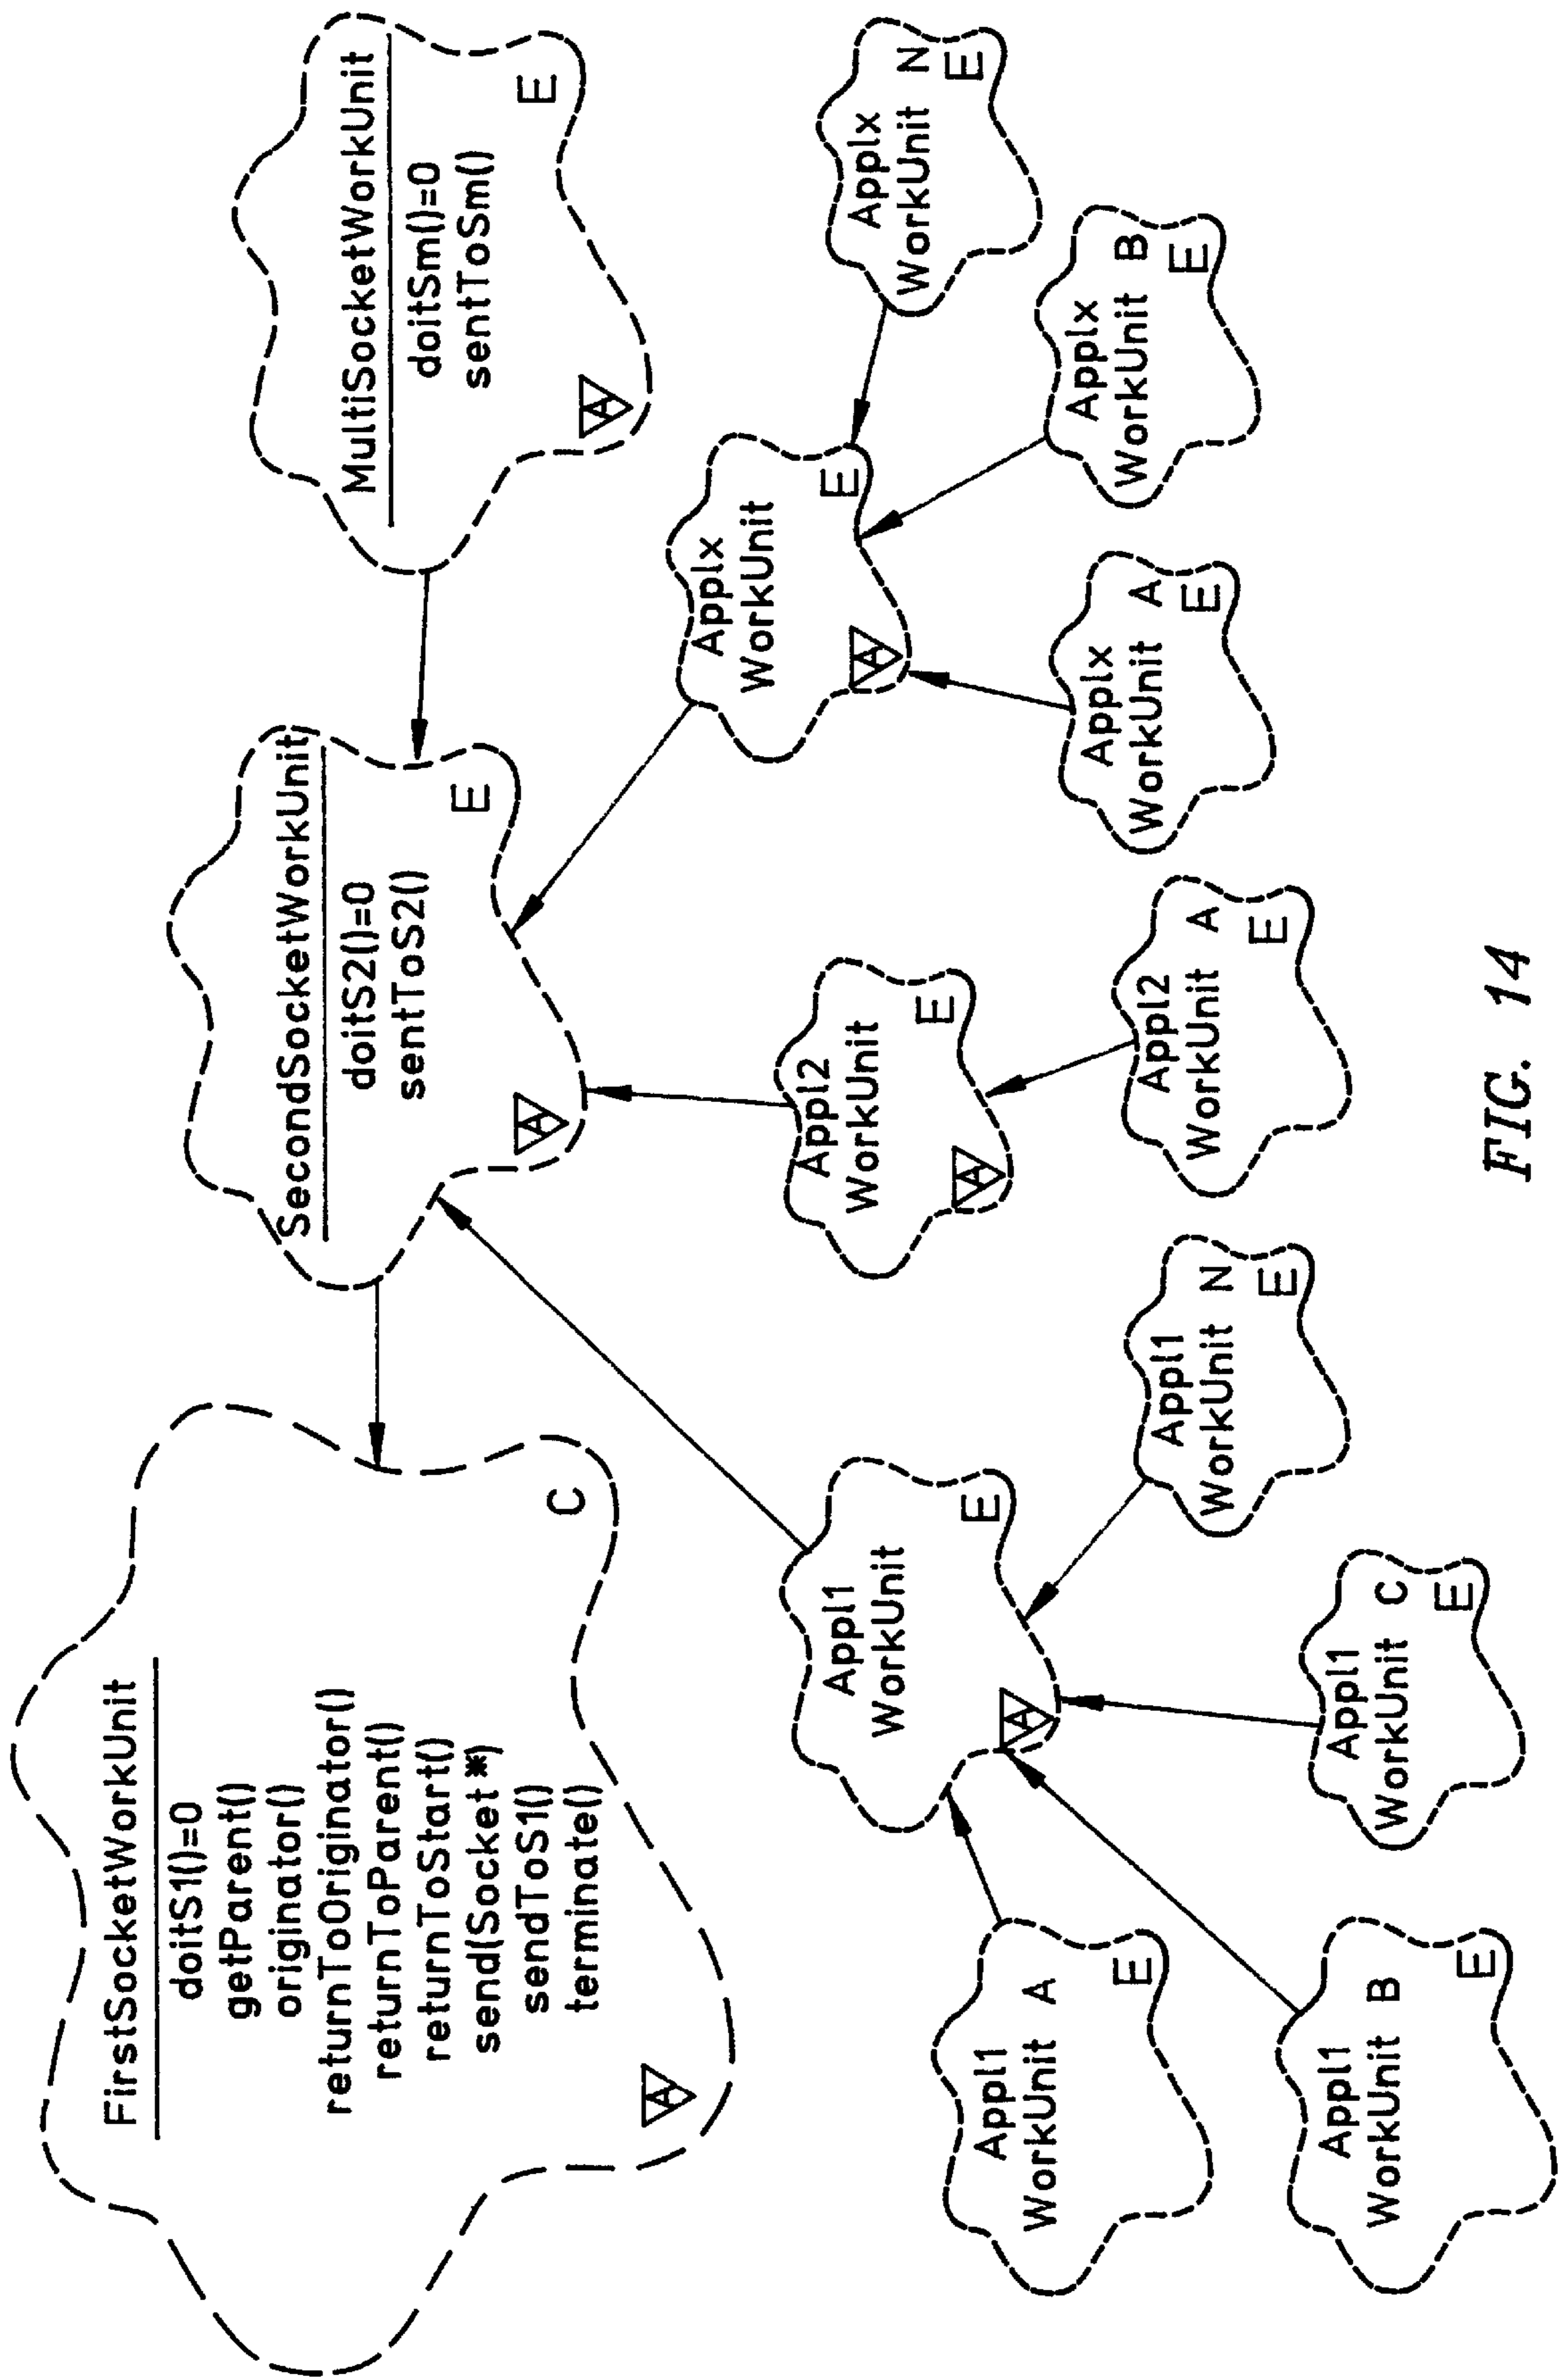 FirstSocketWorkUnit
doitS1()=0
getParent()
originator()
returnToOriginator()
returnToParent()
returnToStart()
send(Socket*)
sendToS1()
terminate()
C
A
SecondSocketWorkUnit
doitS2()=0
sentToS2()
E
A
MultiSocketWorkUnit
doitSm()=0
sentToSm()
E
A
Appl1
WorkUnit
E
A
Appl2
WorkUnit
E
A
Applx
WorkUnit
E
A
Appl1
WorkUnit A
E
Appl1
WorkUnit B
E
Appl1
WorkUnit C
E
Appl1
WorkUnit N
E
Appl2
WorkUnit A
E
Applx
WorkUnit A
E
Applx
WorkUnit B
E
Applx
WorkUnit N
E
FIG. 14